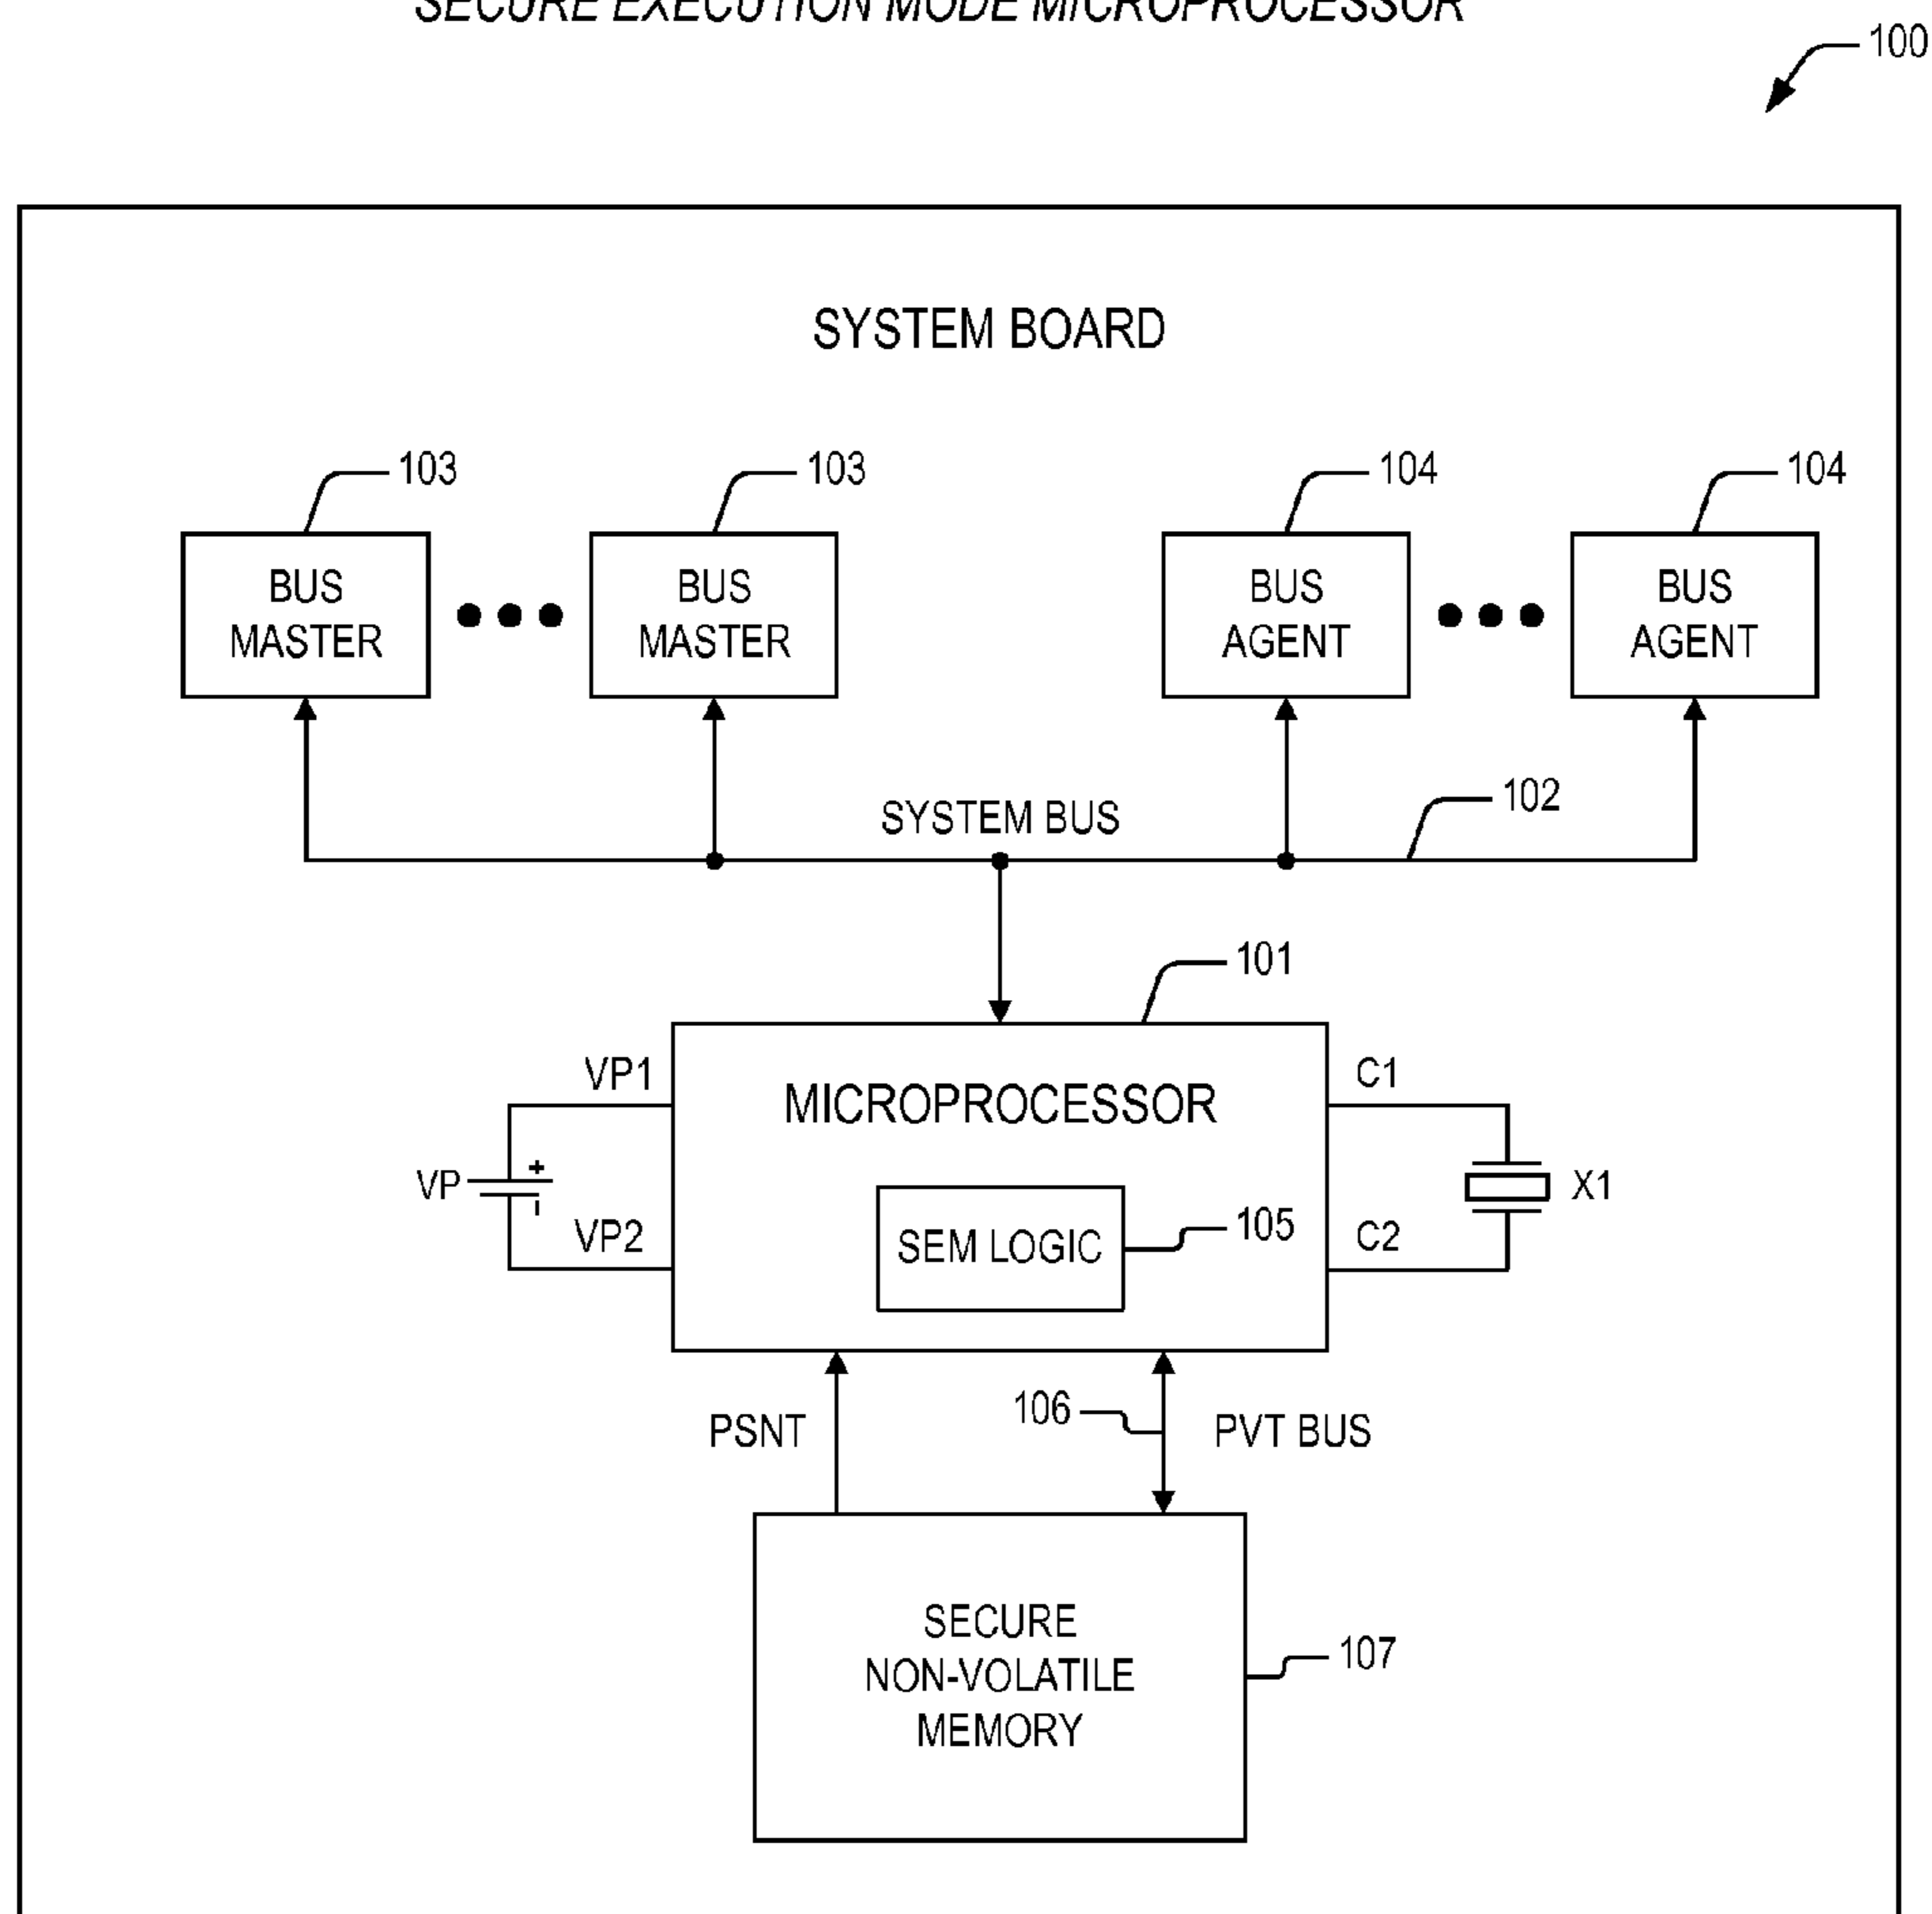 SECURE EXECUTION MODE MICROPROCESSOR
100
SYSTEM BOARD
103
103
104
104
BUS
MASTER
BUS
MASTER
BUS
AGENT
BUS
AGENT
SYSTEM BUS
102
101
VP1
MICROPROCESSOR
C1
VP
+
-
X1
VP2
SEM LOGIC
105
C2
PSNT
106
PVT BUS
SECURE
NON-VOLATILE
MEMORY
107